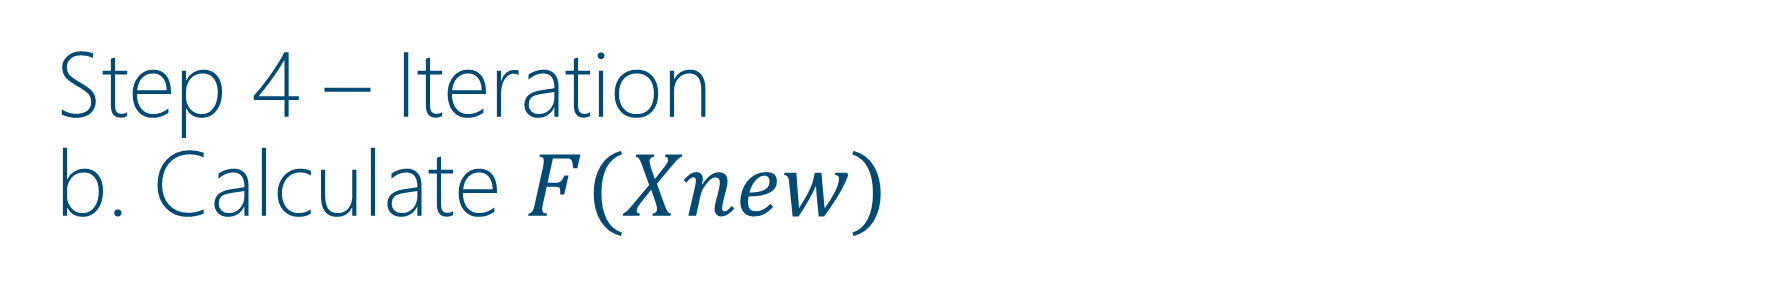 Step 4 – Iteration
b. Calculate F(Xnew)